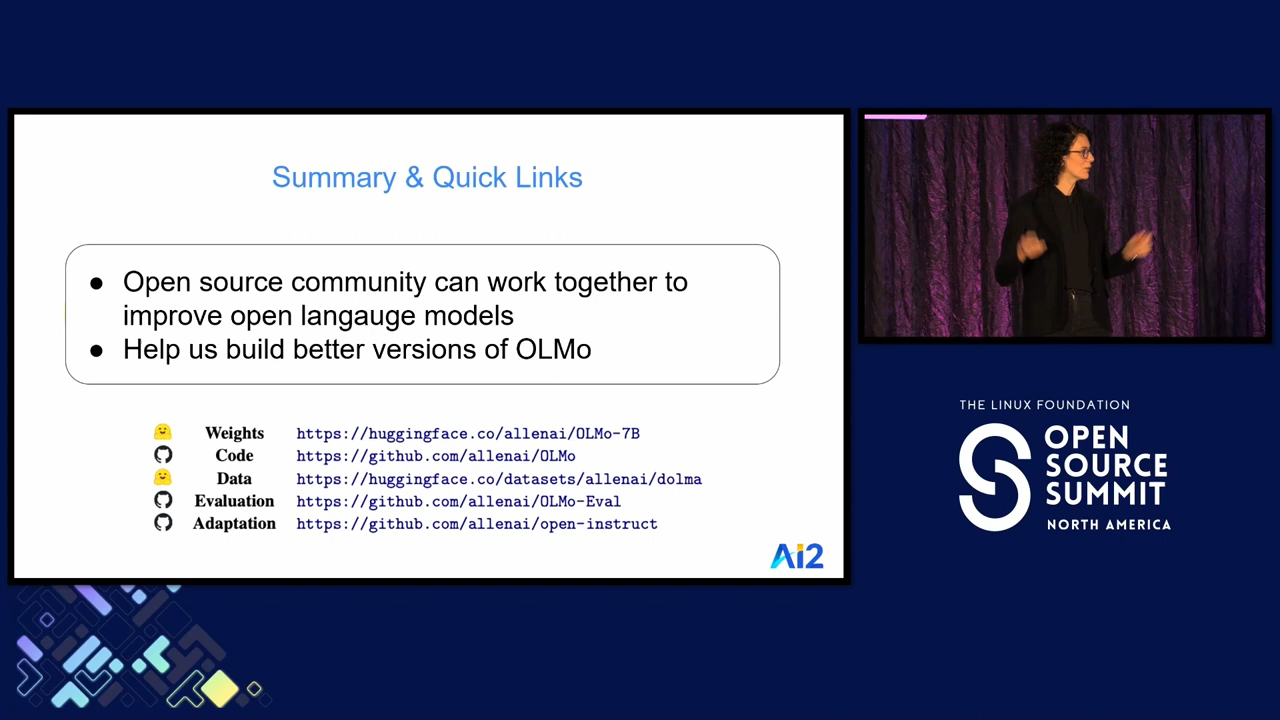 Summary & Quick Links
● Open source community can work together to
improve open langauge models
● Help us build better versions of OLMo
Weights https://huggingface.co/allenai/OLMo-7B
Code https://github.com/allenai/OLMo
Data https://huggingface.co/datasets/allenai/dolma
Evaluation https://github.com/allenai/OLMo-Eval
Adaptation https://github.com/allenai/open-instruct
Ai2
THE LINUX FOUNDATION
OPEN
SOURCE
SUMMIT
NORTH AMERICA